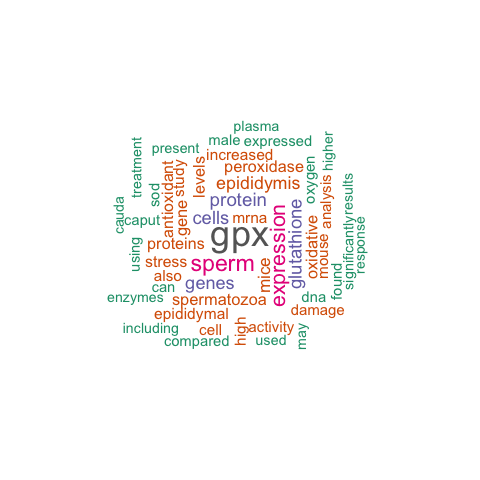 plasma
male expressed
present
increased
higher
treatment
antioxidant
study
levels
peroxidase
oxygen
sod
epididymis
analysis
results
gene
protein
glutathione
cauda
caput
cells
mrna
expression
oxidative
mouse
significantly
response
using
proteins
gpx
stress
sperm
mice
also
can
genes
found
enzymes
spermatozoa
dna
epididymal
damage
including
cell
high
activity
may
compared
used